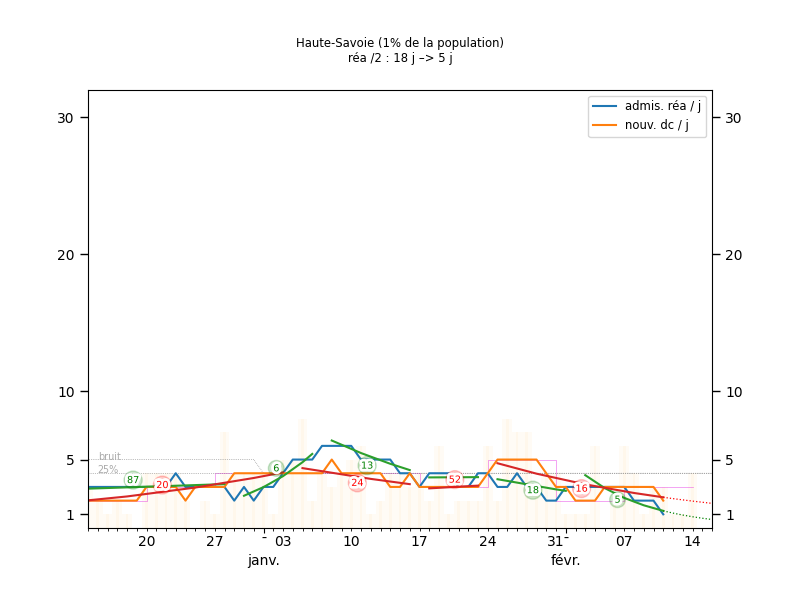 Haute-Savoie (1% de la population)
réa /2 : 18 j –> 5 j
admis. réa / j
nouv. dc / j
30 30
20 20
10 10
5 5
1 1
bruit
25%
87 20 6 13 24 52 18 16 5
20 27 03 10 17 24 31 07 14
janv. févr.